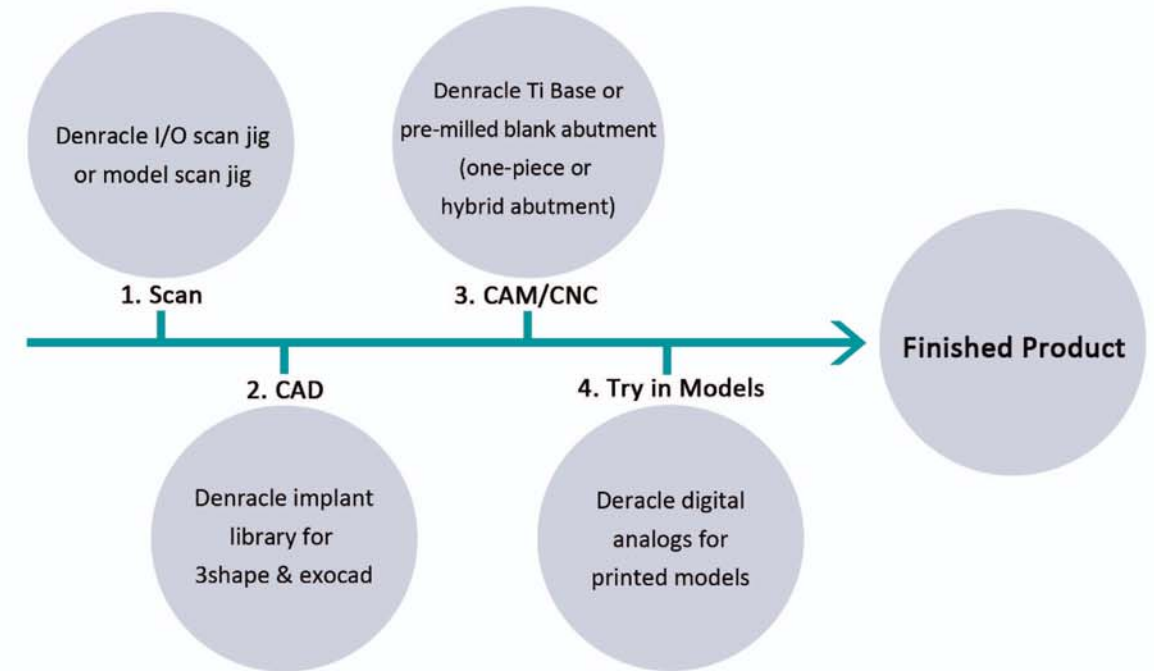 Denracle I/O scan jig
or model scan jig
1. Scan
2. CAD
Denracle implant
library for
3shape & exocad
Denracle Ti Base or
pre-milled blank abutment
(one-piece or
hybrid abutment)
3. CAM/CNC
4. Try in Models
Deracle digital
analogs for
printed models
Finished Product